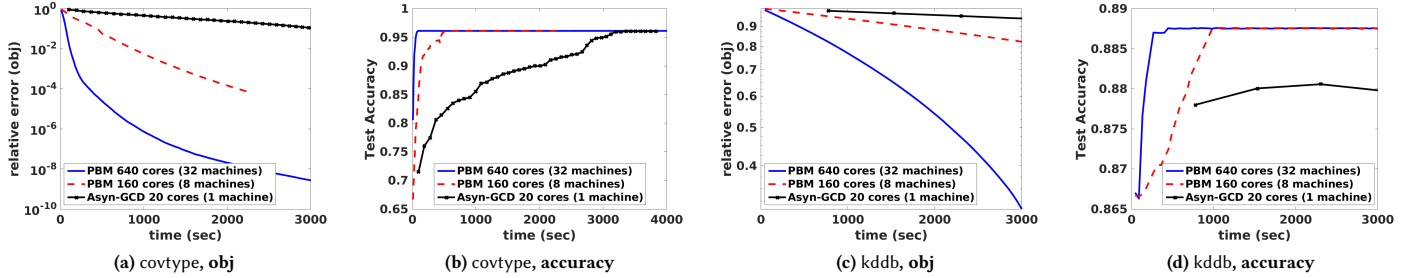 relative error (obj)
10^0
10^-2
10^-4
10^-6
10^-8
10^-10
PBM 640 cores (32 machines)
PBM 160 cores (8 machines)
Asyn-GCD 20 cores (1 machine)
0 1000 2000 3000
time (sec)
(a) covtype, obj
Test Accuracy
1
0.95
0.9
0.85
0.8
0.75
0.7
0.65
PBM 640 cores (32 machines)
PBM 160 cores (8 machines)
Asyn-GCD 20 cores (1 machine)
0 1000 2000 3000 4000
time (sec)
(b) covtype, accuracy
relative error (obj)
0.9
0.8
0.7
0.6
0.5
0.4
PBM 640 cores (32 machines)
PBM 160 cores (8 machines)
Asyn-GCD 20 cores (1 machine)
0 1000 2000 3000
time (sec)
(c) kddb, obj
Test Accuracy
0.89
0.885
0.88
0.875
0.87
0.865
PBM 640 cores (32 machines)
PBM 160 cores (8 machines)
Asyn-GCD 20 cores (1 machine)
0 1000 2000 3000
time (sec)
(d) kddb, accuracy